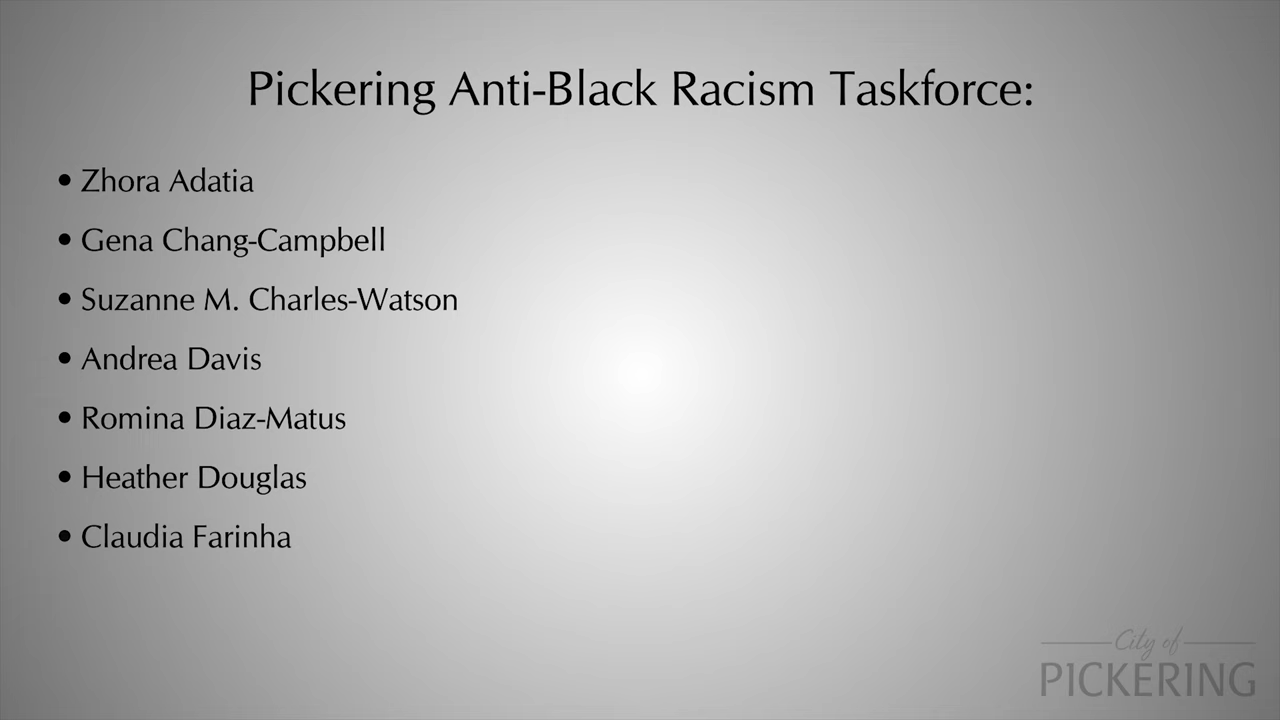 Pickering Anti-Black Racism Taskforce:
• Zhora Adatia
• Gena Chang-Campbell
• Suzanne M. Charles-Watson
• Andrea Davis
• Romina Diaz-Matus
• Heather Douglas
• Claudia Farinha
City of
PICKERING